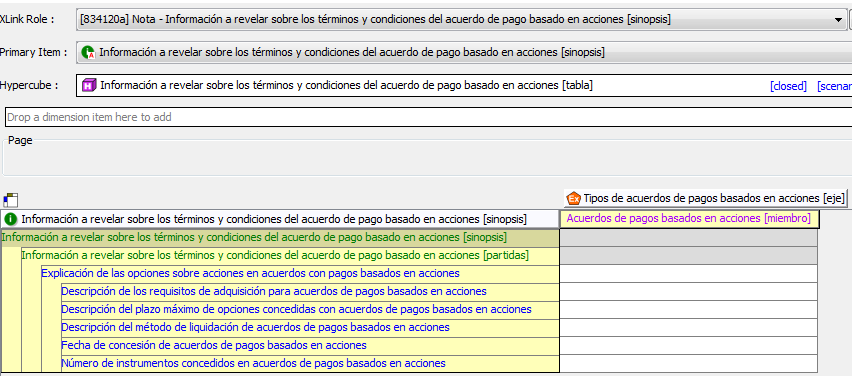 XLink Role : [834120a] Nota - Información a revelar sobre los términos y condiciones del acuerdo de pago basado en acciones [sinopsis]
Primary Item : Información a revelar sobre los términos y condiciones del acuerdo de pago basado en acciones [sinopsis]
Hypercube : Información a revelar sobre los términos y condiciones del acuerdo de pago basado en acciones [tabla] [closed] [scenar
Drop a dimension item here to add
Page
Tipos de acuerdos de pagos basados en acciones [eje]
Información a revelar sobre los términos y condiciones del acuerdo de pago basado en acciones [sinopsis] Acuerdos de pagos basados en acciones [miembro]
Información a revelar sobre los términos y condiciones del acuerdo de pago basado en acciones [sinopsis]
Información a revelar sobre los términos y condiciones del acuerdo de pago basado en acciones [partidas]
Explicación de las opciones sobre acciones en acuerdos con pagos basados en acciones
Descripción de los requisitos de adquisición para acuerdos de pagos basados en acciones
Descripción del plazo máximo de opciones concedidas con acuerdos de pagos basados en acciones
Descripción del método de liquidación de acuerdos de pagos basados en acciones
Fecha de concesión de acuerdos de pagos basados en acciones
Número de instrumentos concedidos en acuerdos de pagos basados en acciones